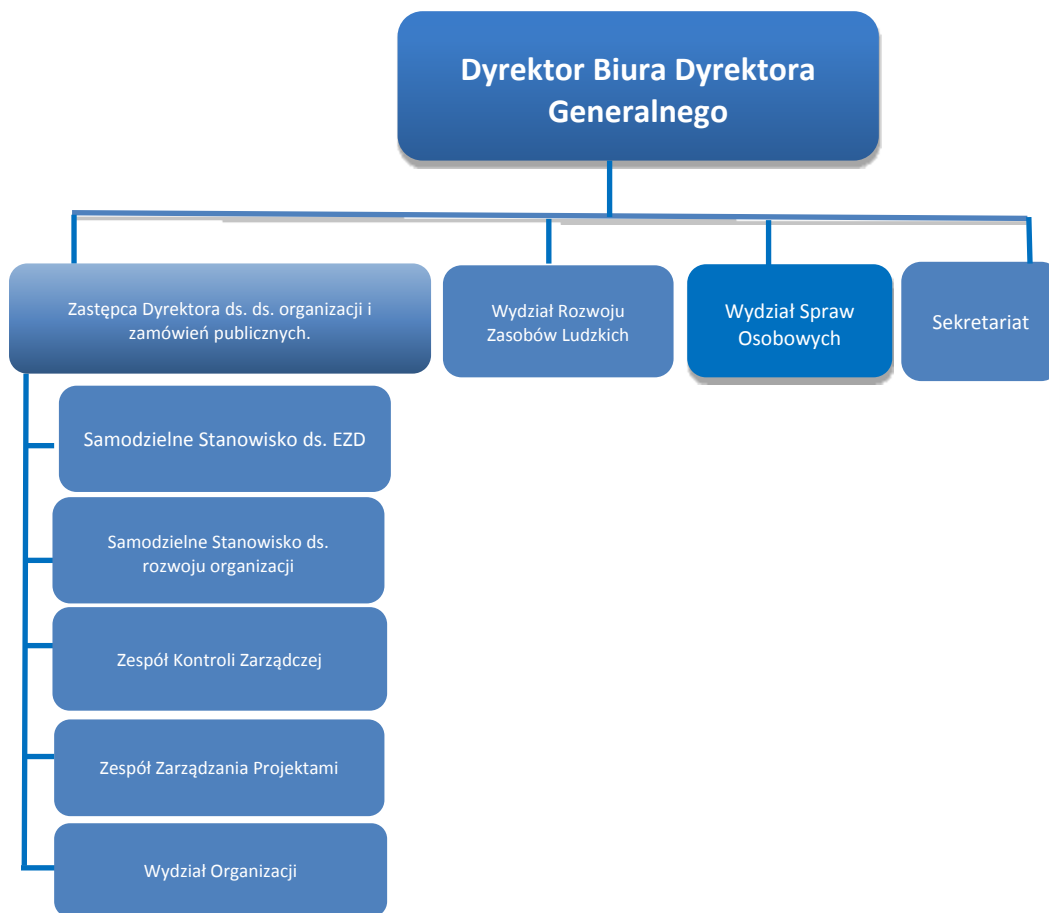 Dyrektor Biura Dyrektora
Generalnego
Zastępca Dyrektora ds. ds. organizacji i
zamówień publicznych.
Wydział Rozwoju
Zasobów Ludzkich
Wydział Spraw
Osobowych
Sekretariat
Samodzielne Stanowisko ds. EZD
Samodzielne Stanowisko ds.
rozwoju organizacji
Zespół Kontroli Zarządczej
Zespół Zarządzania Projektami
Wydział Organizacji